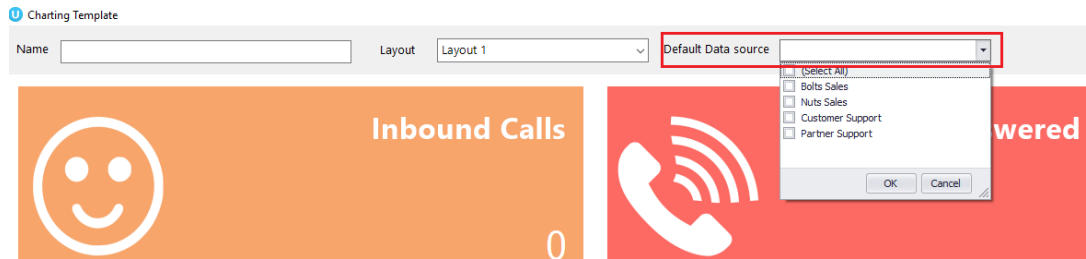 U Charting Template
Name Layout Layout 1 Default Data source
(Select All)
Bolts Sales
Nuts Sales
Customer Support
Partner Support
OK Cancel
Inbound Calls
0
wered